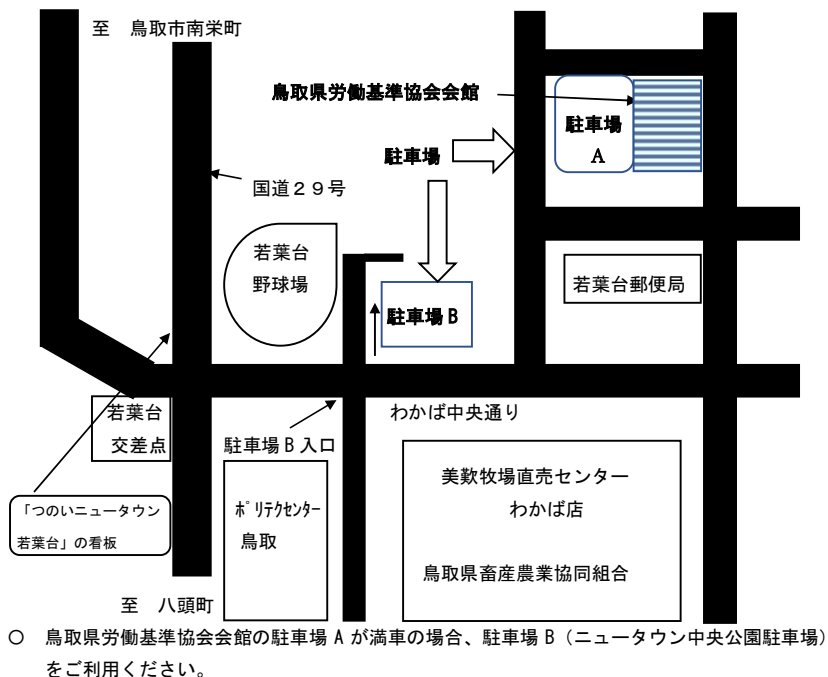 至　鳥取市南栄町
鳥取県労働基準協会会館
駐車場
A
駐車場
国道２９号
若葉台
野球場
若葉台郵便局
駐車場 B
若葉台
交差点
駐車場 B 入口
わかば中央通り
「つのいニュータウン
若葉台」の看板
ﾎﾟﾘﾃｸｾﾝﾀｰ
鳥取
美歎牧場直売センター
わかば店
鳥取県畜産農業協同組合
至　八頭町
○　鳥取県労働基準協会会館の駐車場 A が満車の場合、駐車場 B（ニュータウン中央公園駐車場）
をご利用ください。